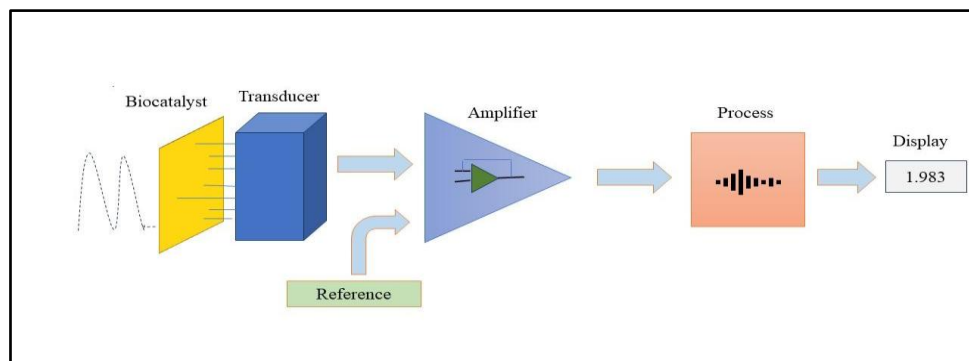 Biocatalyst
Transducer
Amplifier
Process
Display
1.983
Reference